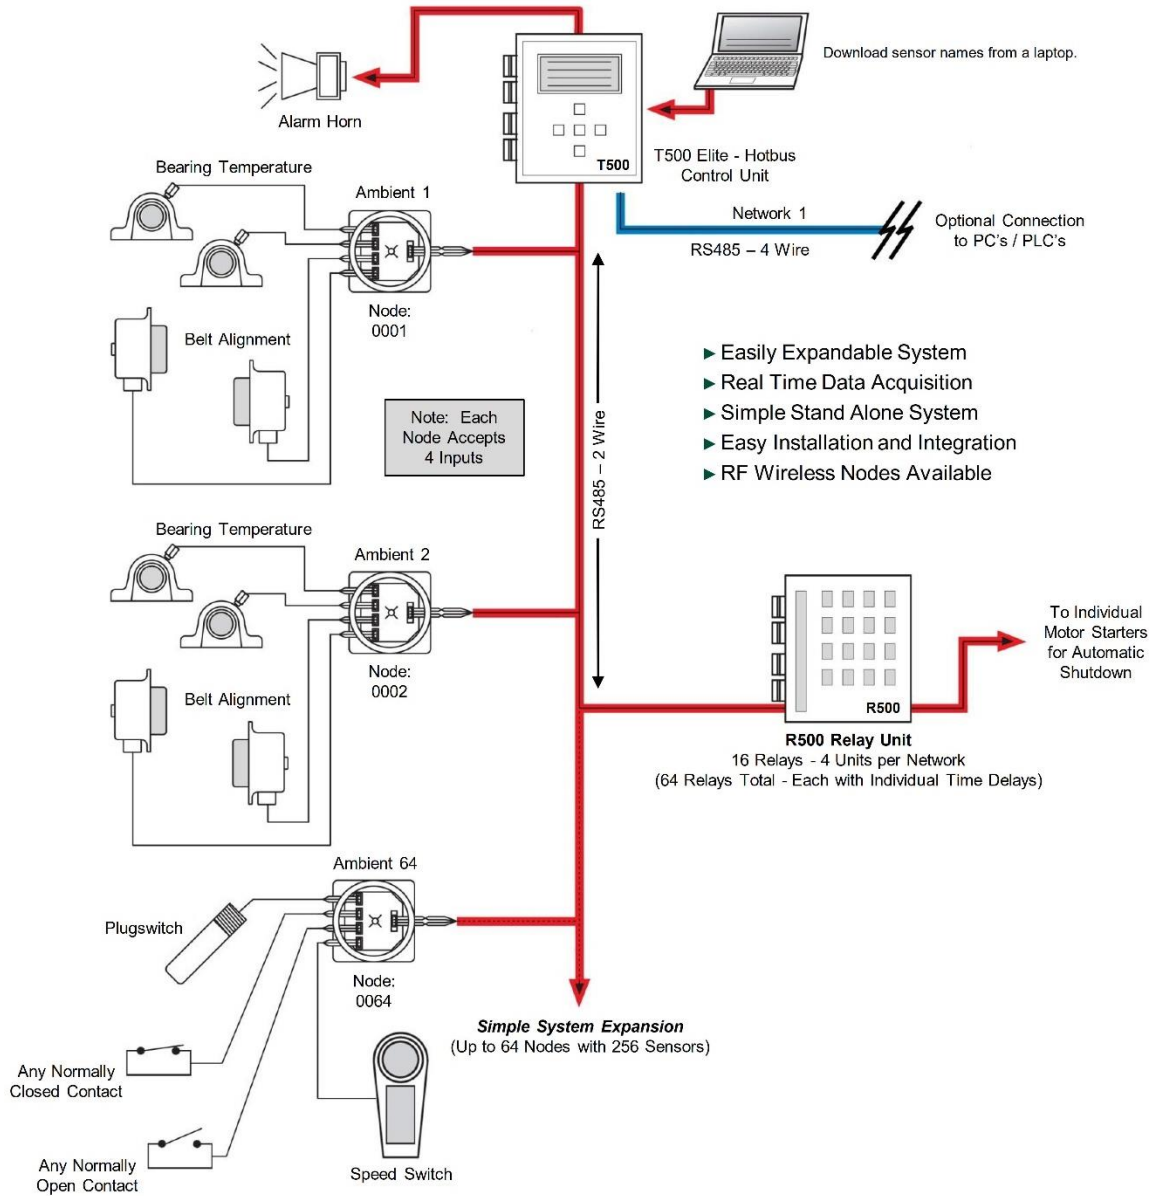 Download sensor names from a laptop.
Alarm Horn
T500
T500 Elite - Hotbus
Control Unit
Bearing Temperature
Ambient 1
Network 1
RS485 – 4 Wire
Optional Connection
to PC's / PLC's
Node:
0001
Belt Alignment
Note: Each
Node Accepts
4 Inputs
RS485 – 2 Wire
► Easily Expandable System
► Real Time Data Acquisition
► Simple Stand Alone System
► Easy Installation and Integration
► RF Wireless Nodes Available
Bearing Temperature
Ambient 2
Node:
0002
Belt Alignment
To Individual
Motor Starters
for Automatic
Shutdown
R500
R500 Relay Unit
16 Relays - 4 Units per Network
(64 Relays Total - Each with Individual Time Delays)
Ambient 64
Plugswitch
Node:
0064
Simple System Expansion
(Up to 64 Nodes with 256 Sensors)
Any Normally
Closed Contact
Any Normally
Open Contact
Speed Switch